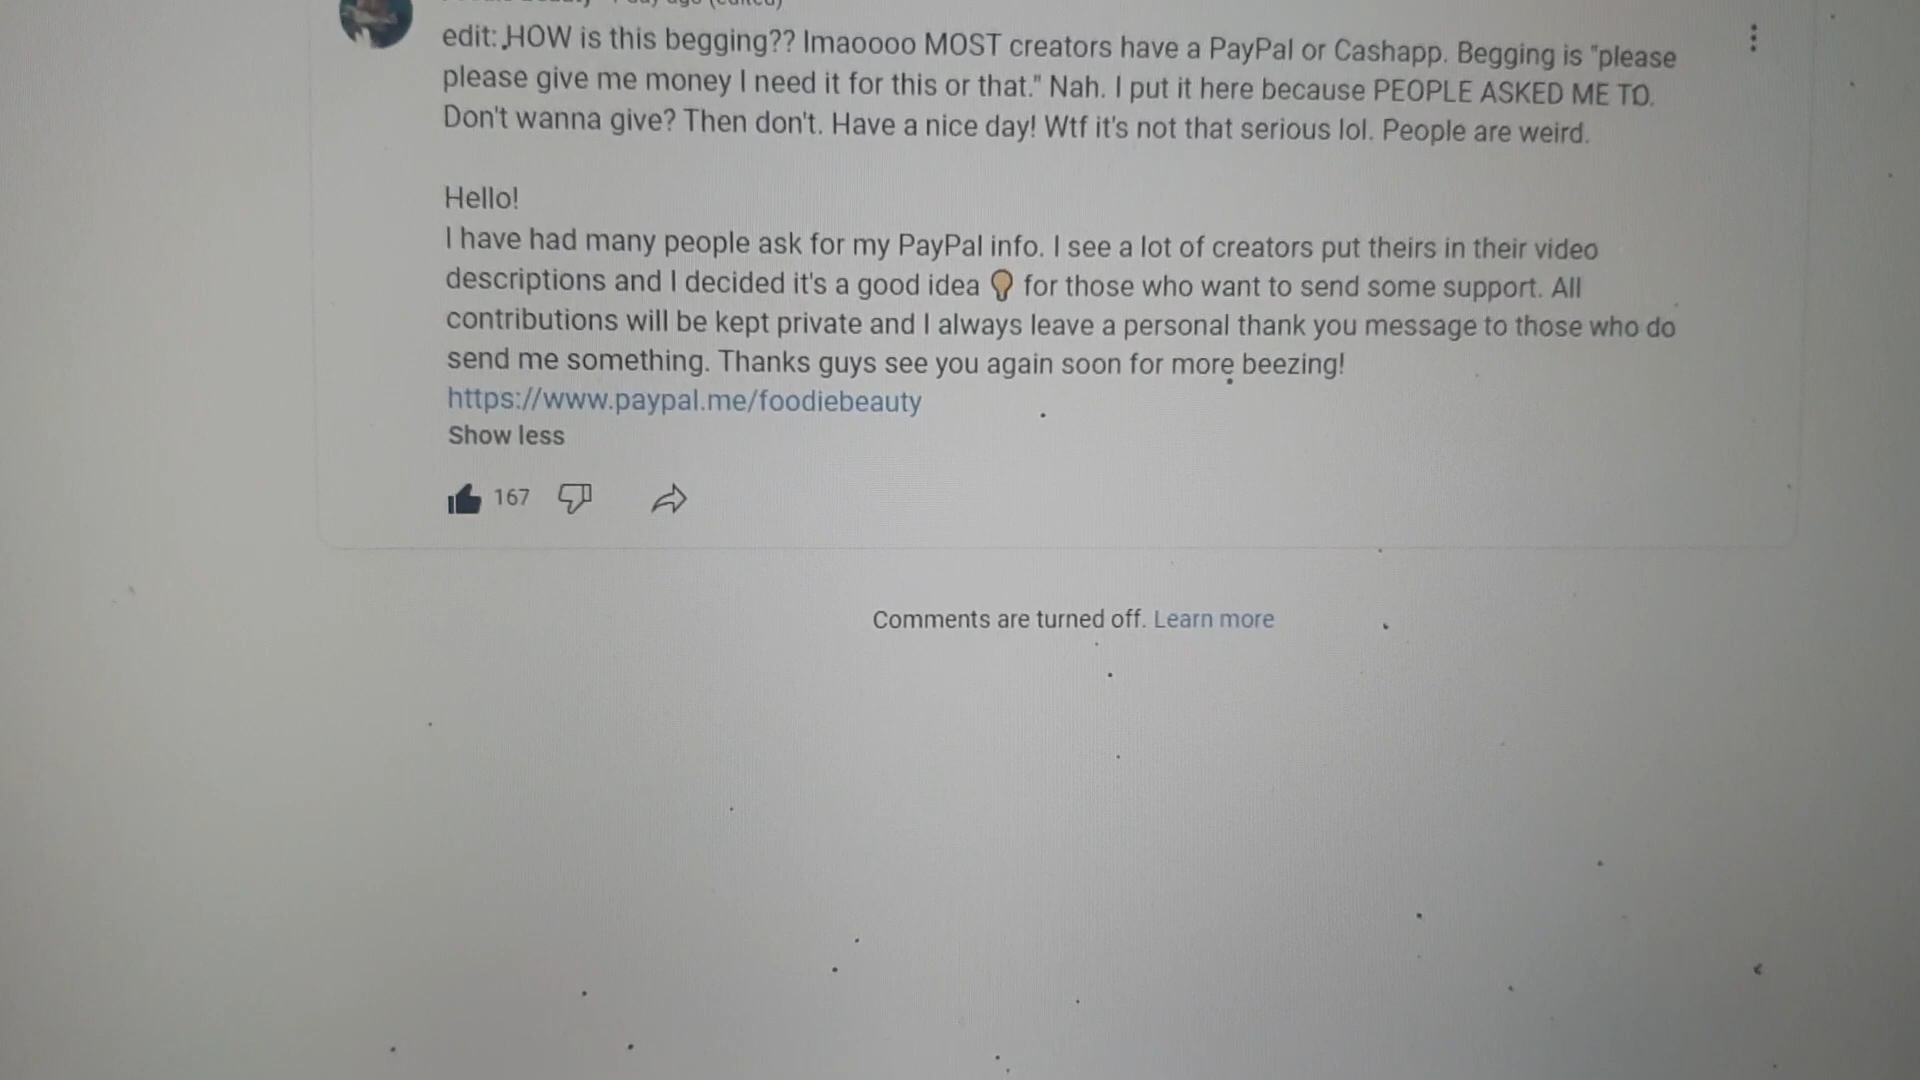 edit: HOW is this begging?? lmaoooo MOST creators have a PayPal or Cashapp. Begging is "please
please give me money I need it for this or that." Nah. I put it here because PEOPLE ASKED ME TO.
Don't wanna give? Then don't. Have a nice day! Wtf it's not that serious lol. People are weird.
Hello!
I have had many people ask for my PayPal info. I see a lot of creators put theirs in their video
descriptions and I decided it's a good idea 💡 for those who want to send some support. All
contributions will be kept private and I always leave a personal thank you message to those who do
send me something. Thanks guys see you again soon for more beezing!
https://www.paypal.me/foodiebeauty
Show less
167
Comments are turned off. Learn more